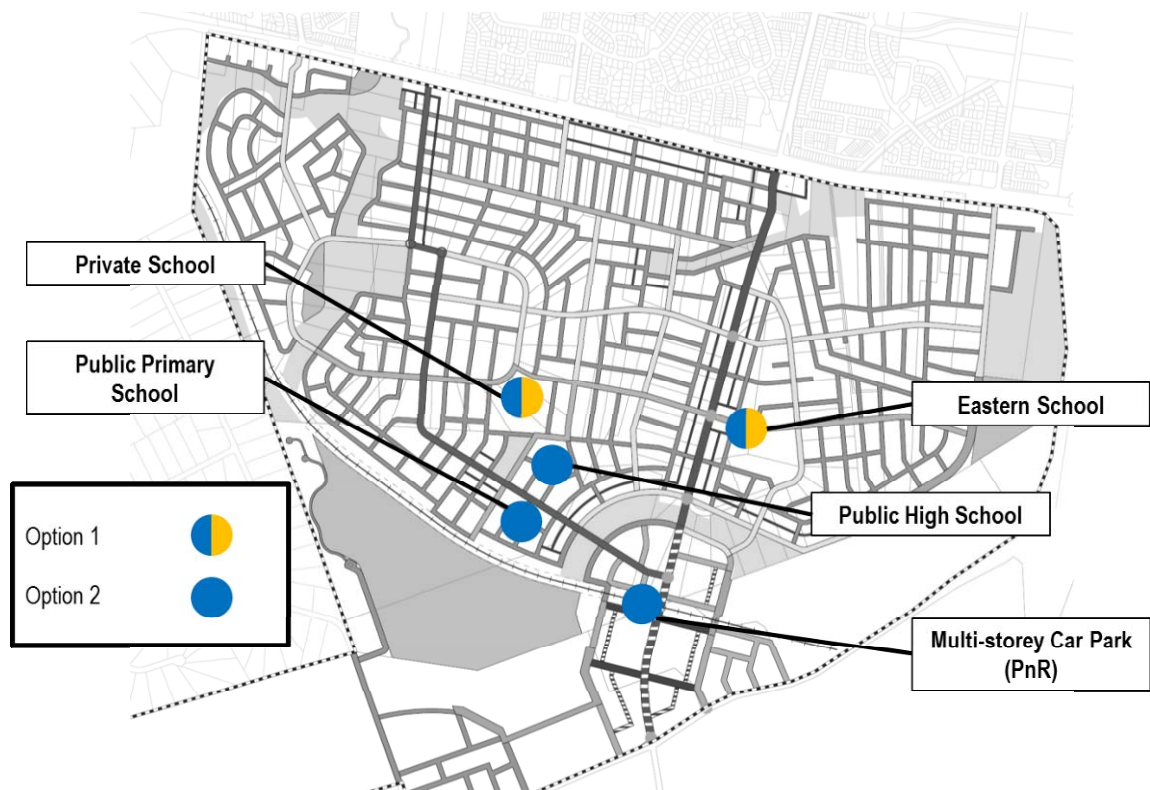 Private School
Public Primary
School
Eastern School
Public High School
Option 1
Option 2
Multi-storey Car Park
(PnR)